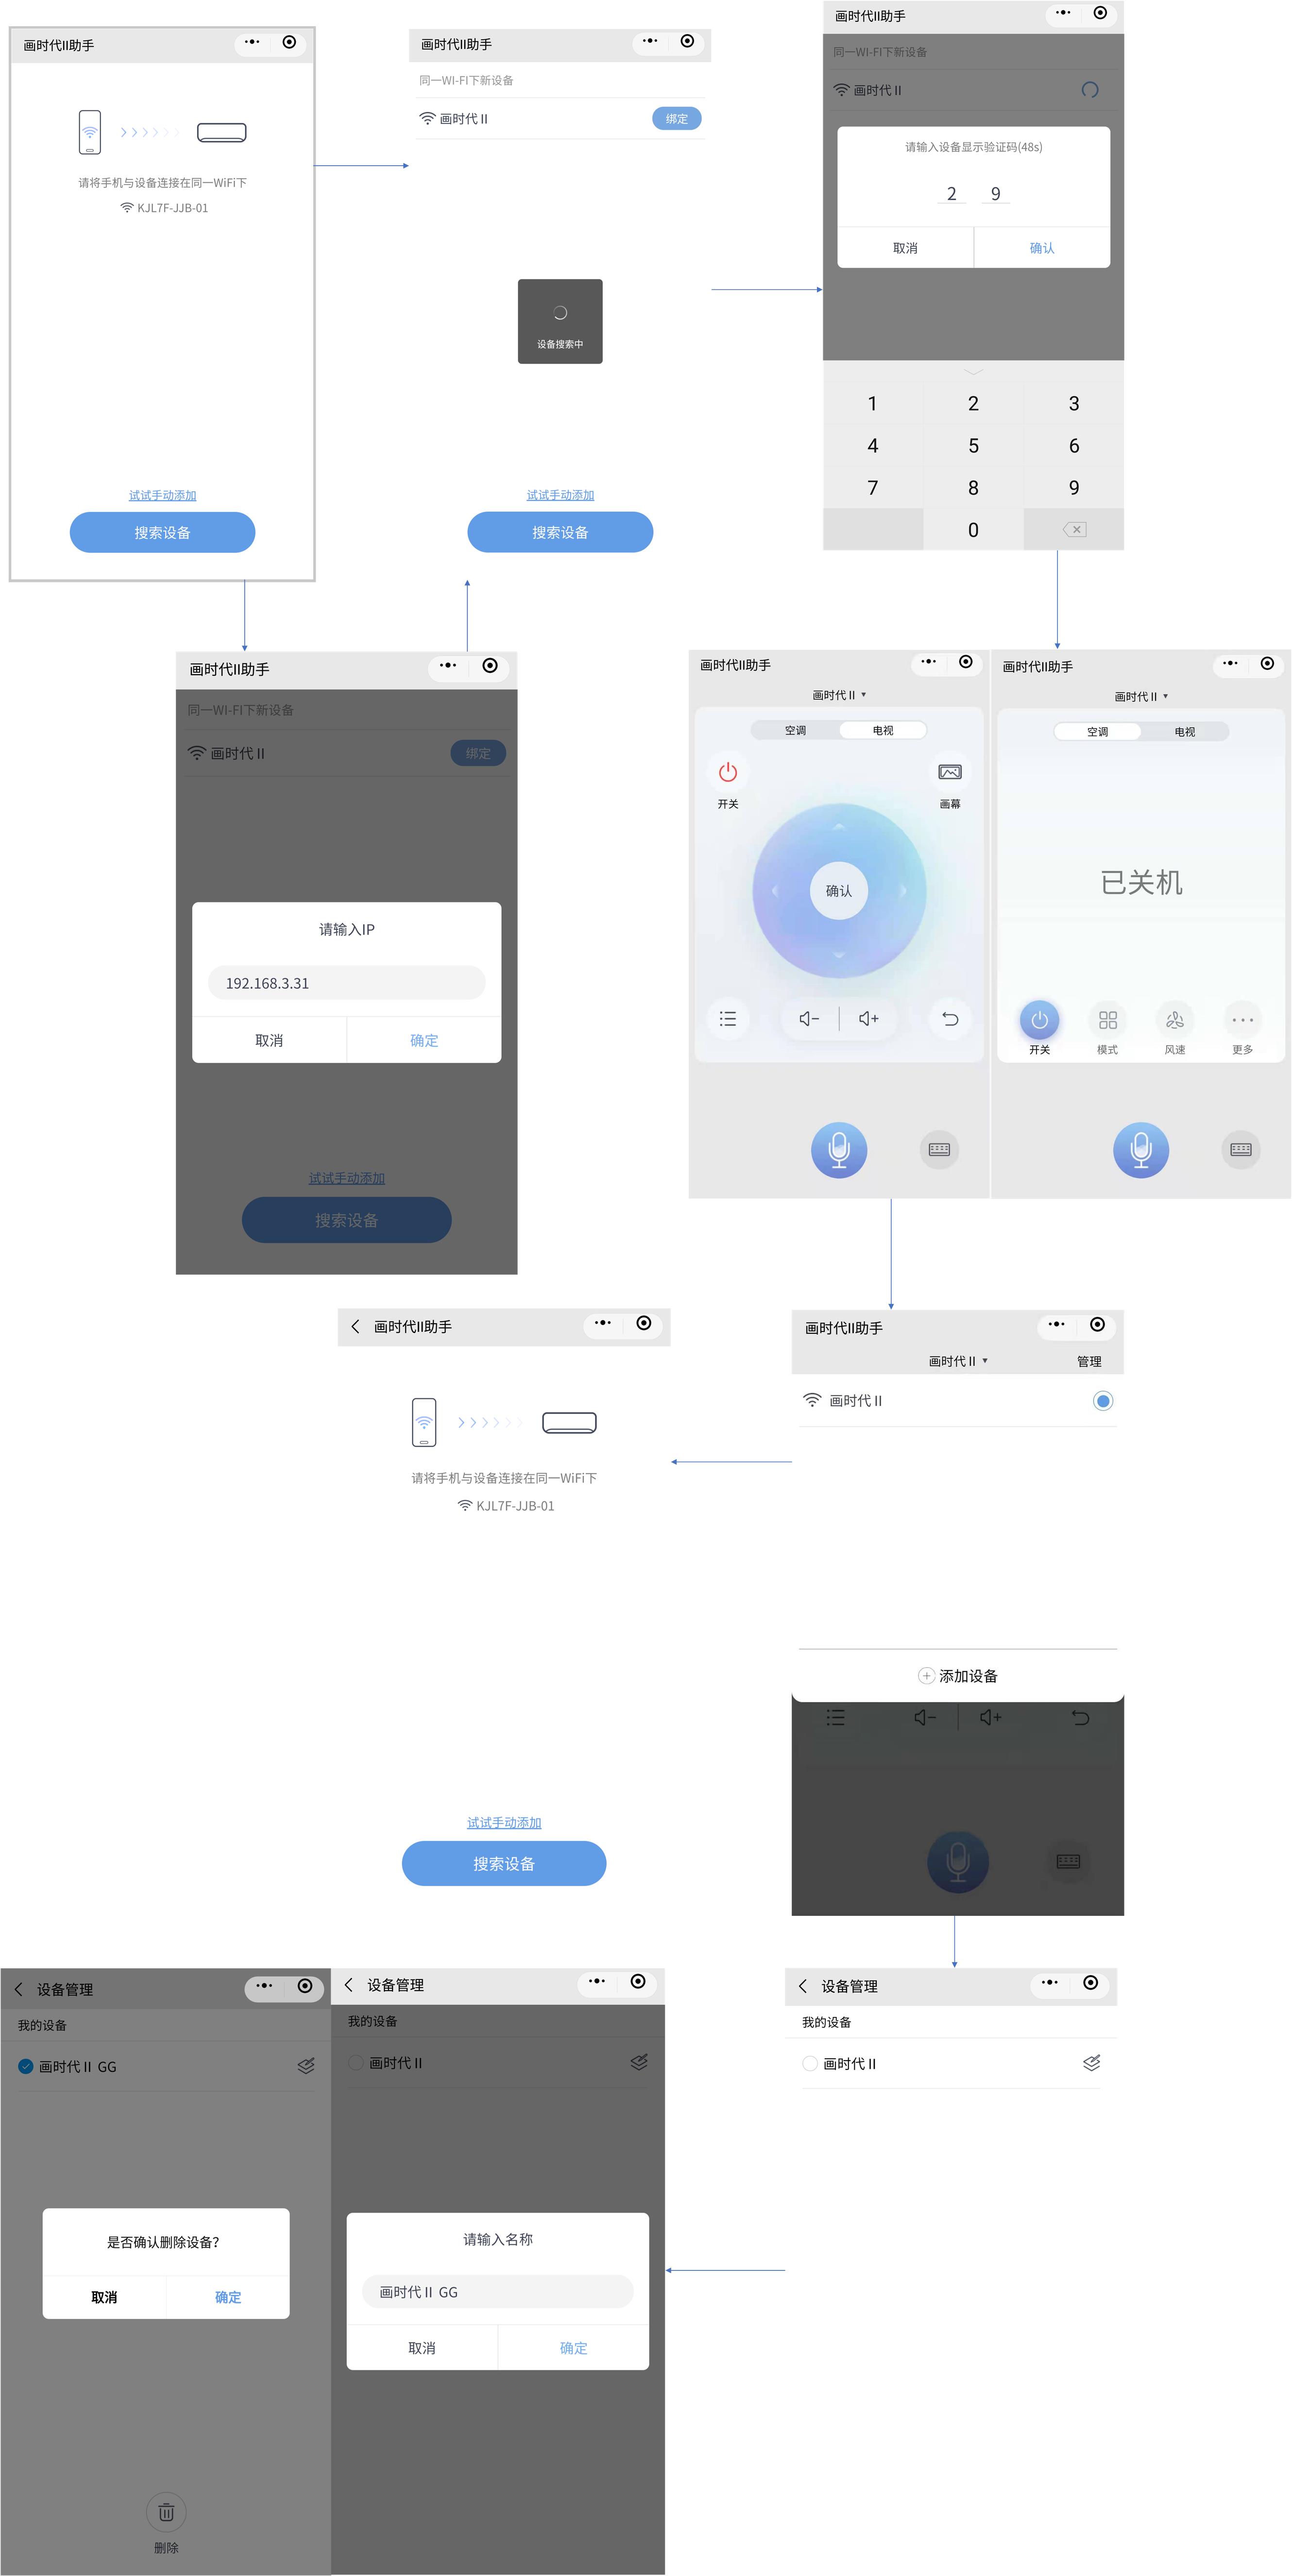 画时代II助手
请将手机与设备连接在同一WiFi下
KJL7F-JJB-01
试试手动添加
搜索设备
画时代II助手
同一WI-FI下新设备
画时代 II
绑定
设备搜索中
试试手动添加
搜索设备
画时代II助手
同一WI-FI下新设备
画时代 II
请输入设备显示验证码(48s)
2 9
取消 确认
1 2 3
4 5 6
7 8 9
0
画时代II助手
同一WI-FI下新设备
画时代 II
绑定
请输入IP
192.168.3.31
取消 确定
试试手动添加
搜索设备
画时代II助手
画时代 II
空调 电视
开关
画幕
确认
画时代II助手
画时代 II
空调 电视
已关机
开关 模式 风速 更多
画时代II助手
请将手机与设备连接在同一WiFi下
KJL7F-JJB-01
试试手动添加
搜索设备
画时代II助手
画时代 II
管理
画时代 II
添加设备
设备管理
我的设备
画时代 II GG
是否确认删除设备?
取消 确定
删除
设备管理
我的设备
画时代 II
请输入名称
画时代 II GG
取消 确定
设备管理
我的设备
画时代 II